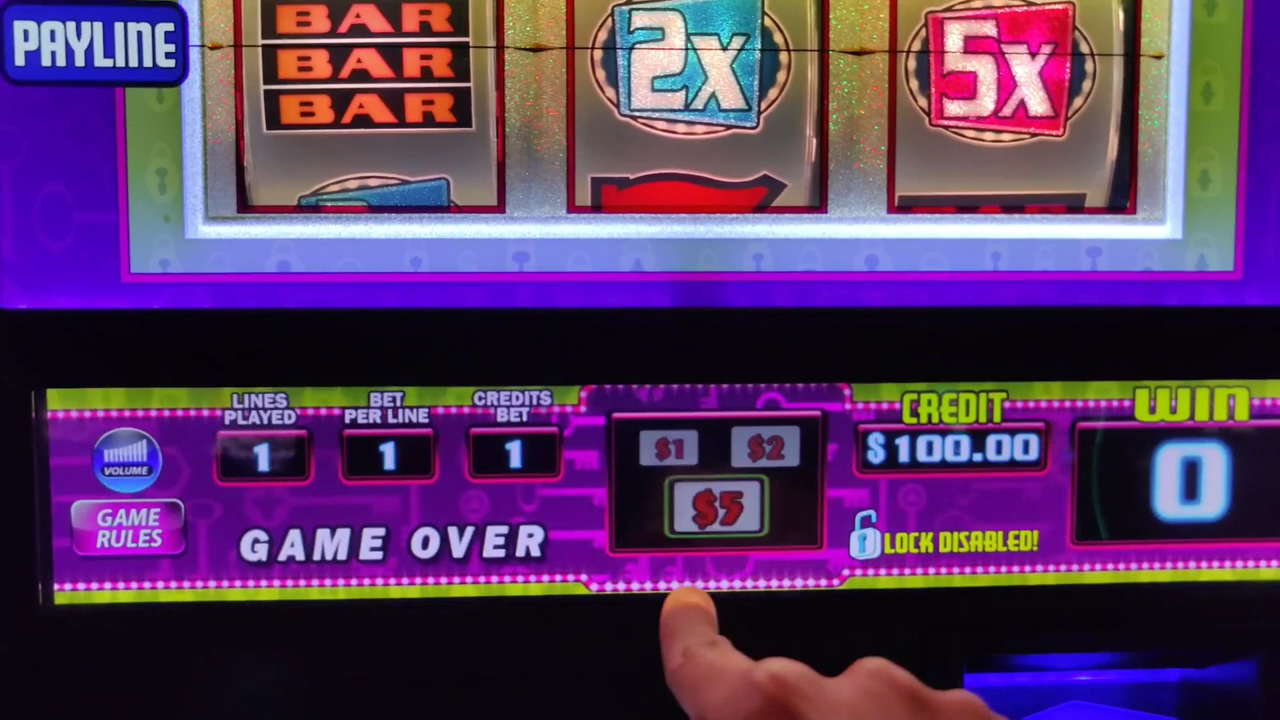 PAYLINE
BAR
BAR
BAR
2x
5x
LINES PLAYED
1
BET PER LINE
1
CREDITS BET
1
$1
$2
$5
CREDIT
$100.00
WIN
0
VOLUME
GAME RULES
GAME OVER
LOCK DISABLED!